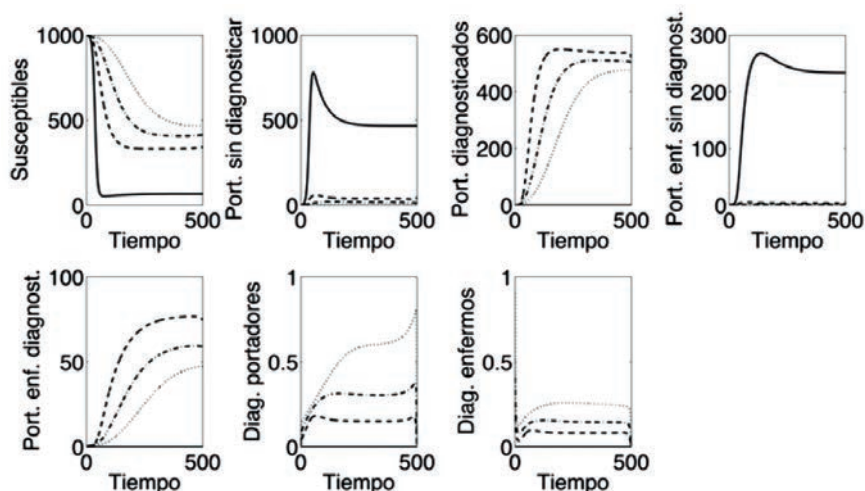 1000
500
0
Susceptibles
0
500
Tiempo
1000
500
0
Port. sin diagnosticar
0
500
Tiempo
600
400
200
0
Port. diagnosticados
0
500
Tiempo
300
200
100
0
Port. enf. sin diagnost.
0
500
Tiempo
100
50
0
Port. enf. diagnost.
0
500
Tiempo
1
0.5
0
Diag. portadores
0
500
Tiempo
1
0.5
0
Diag. enfermos
0
500
Tiempo